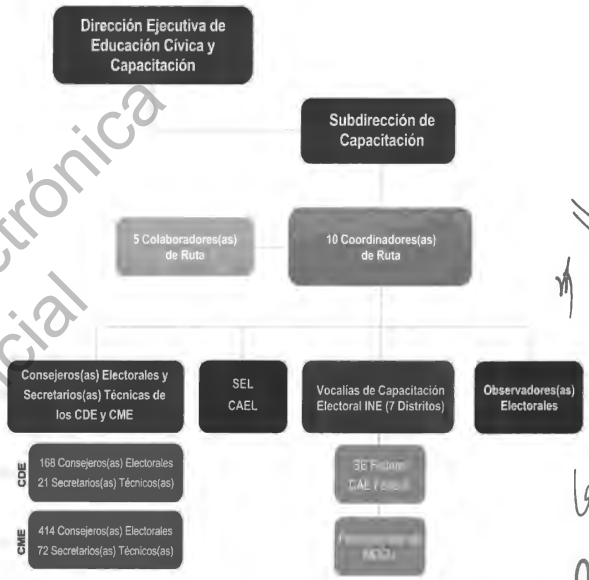 Dirección Ejecutiva de
Educación Cívica y
Capacitación
Subdirección de
Capacitación
5 Colaboradores(as)
de Ruta
10 Coordinadores(as)
de Ruta
Consejeros(as) Electorales y
Secretarios(as) Técnicas de
los CDE y CME
SEL
CAEL
Vocalías de Capacitación
Electoral INE (7 Distritos)
Observadores(as)
Electorales
CDE
168 Consejeros(as) Electorales
21 Secretarios(as) Técnicos(as)
CME
414 Consejeros(as) Electorales
72 Secretarios(as) Técnicos(as)
SE
CAE